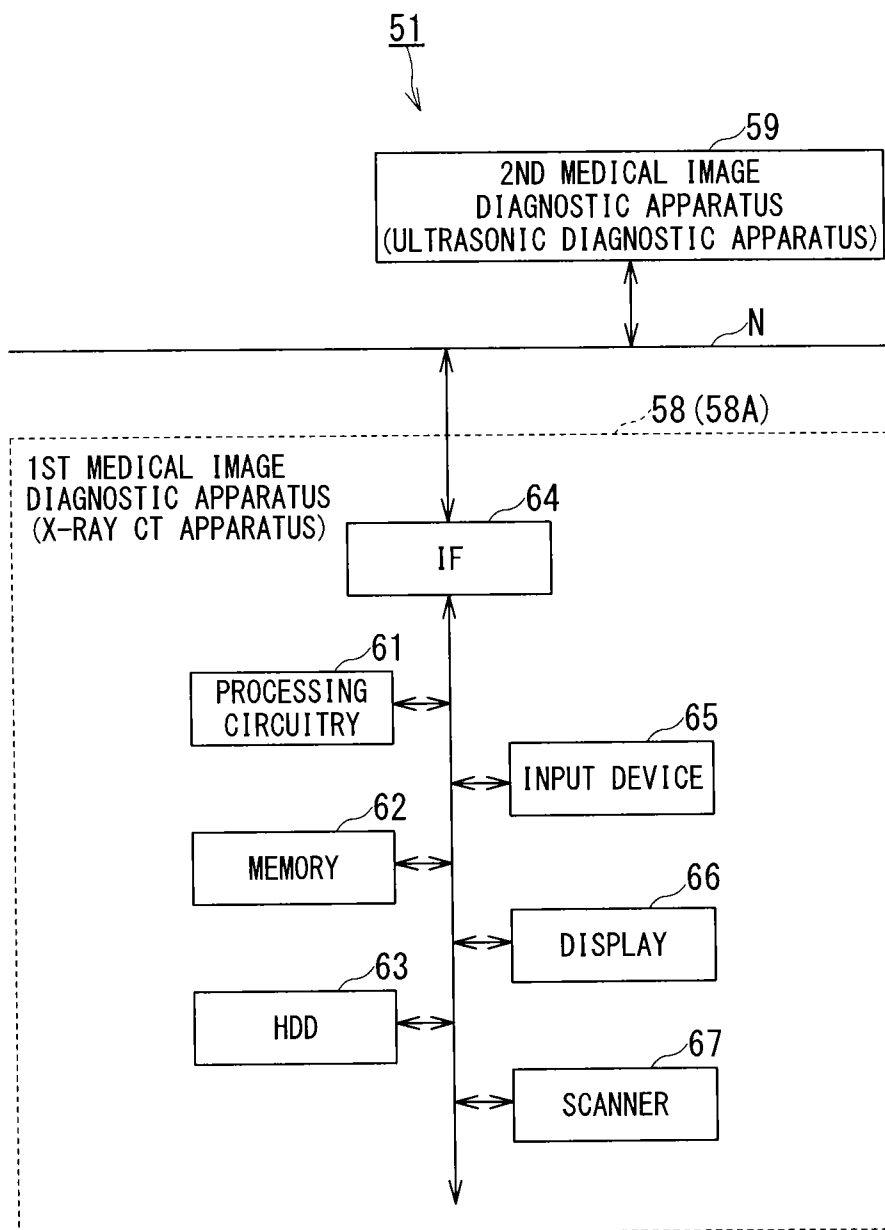 51
59
2ND MEDICAL IMAGE
DIAGNOSTIC APPARATUS
(ULTRASONIC DIAGNOSTIC APPARATUS)
N
58 (58A)
1ST MEDICAL IMAGE
DIAGNOSTIC APPARATUS
(X-RAY CT APPARATUS)
64
IF
61
PROCESSING
CIRCUITRY
65
INPUT DEVICE
62
MEMORY
66
DISPLAY
63
HDD
67
SCANNER